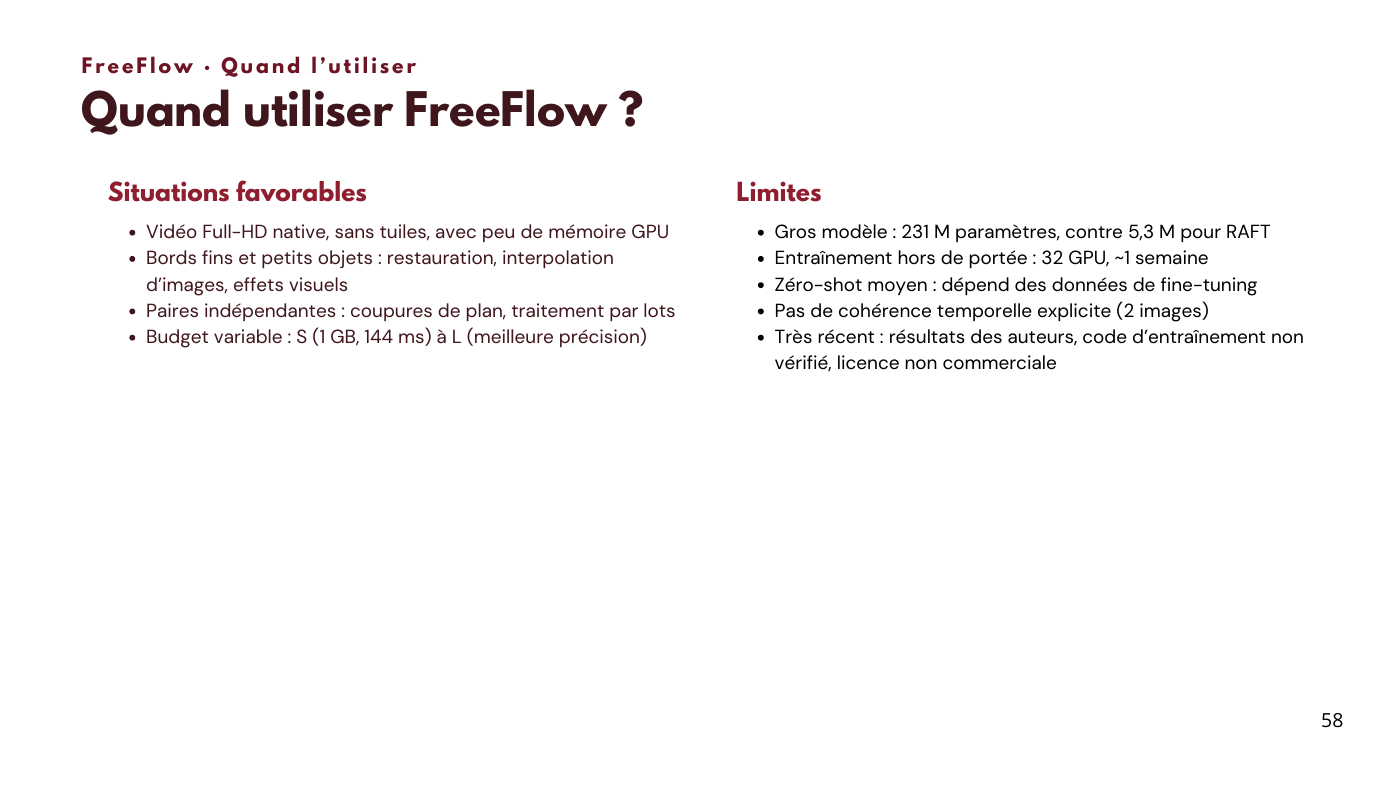 FreeFlow · Quand l’utiliser
Quand utiliser FreeFlow ?
Situations favorables
• Vidéo Full-HD native, sans tuiles, avec peu de mémoire GPU
• Bords fins et petits objets : restauration, interpolation
d’images, effets visuels
• Paires indépendantes : coupures de plan, traitement par lots
• Budget variable : S (1 GB, 144 ms) à L (meilleure précision)
Limites
• Gros modèle : 231 M paramètres, contre 5,3 M pour RAFT
• Entraînement hors de portée : 32 GPU, ~1 semaine
• Zéro-shot moyen : dépend des données de fine-tuning
• Pas de cohérence temporelle explicite (2 images)
• Très récent : résultats des auteurs, code d’entraînement non
vérifié, licence non commerciale
58